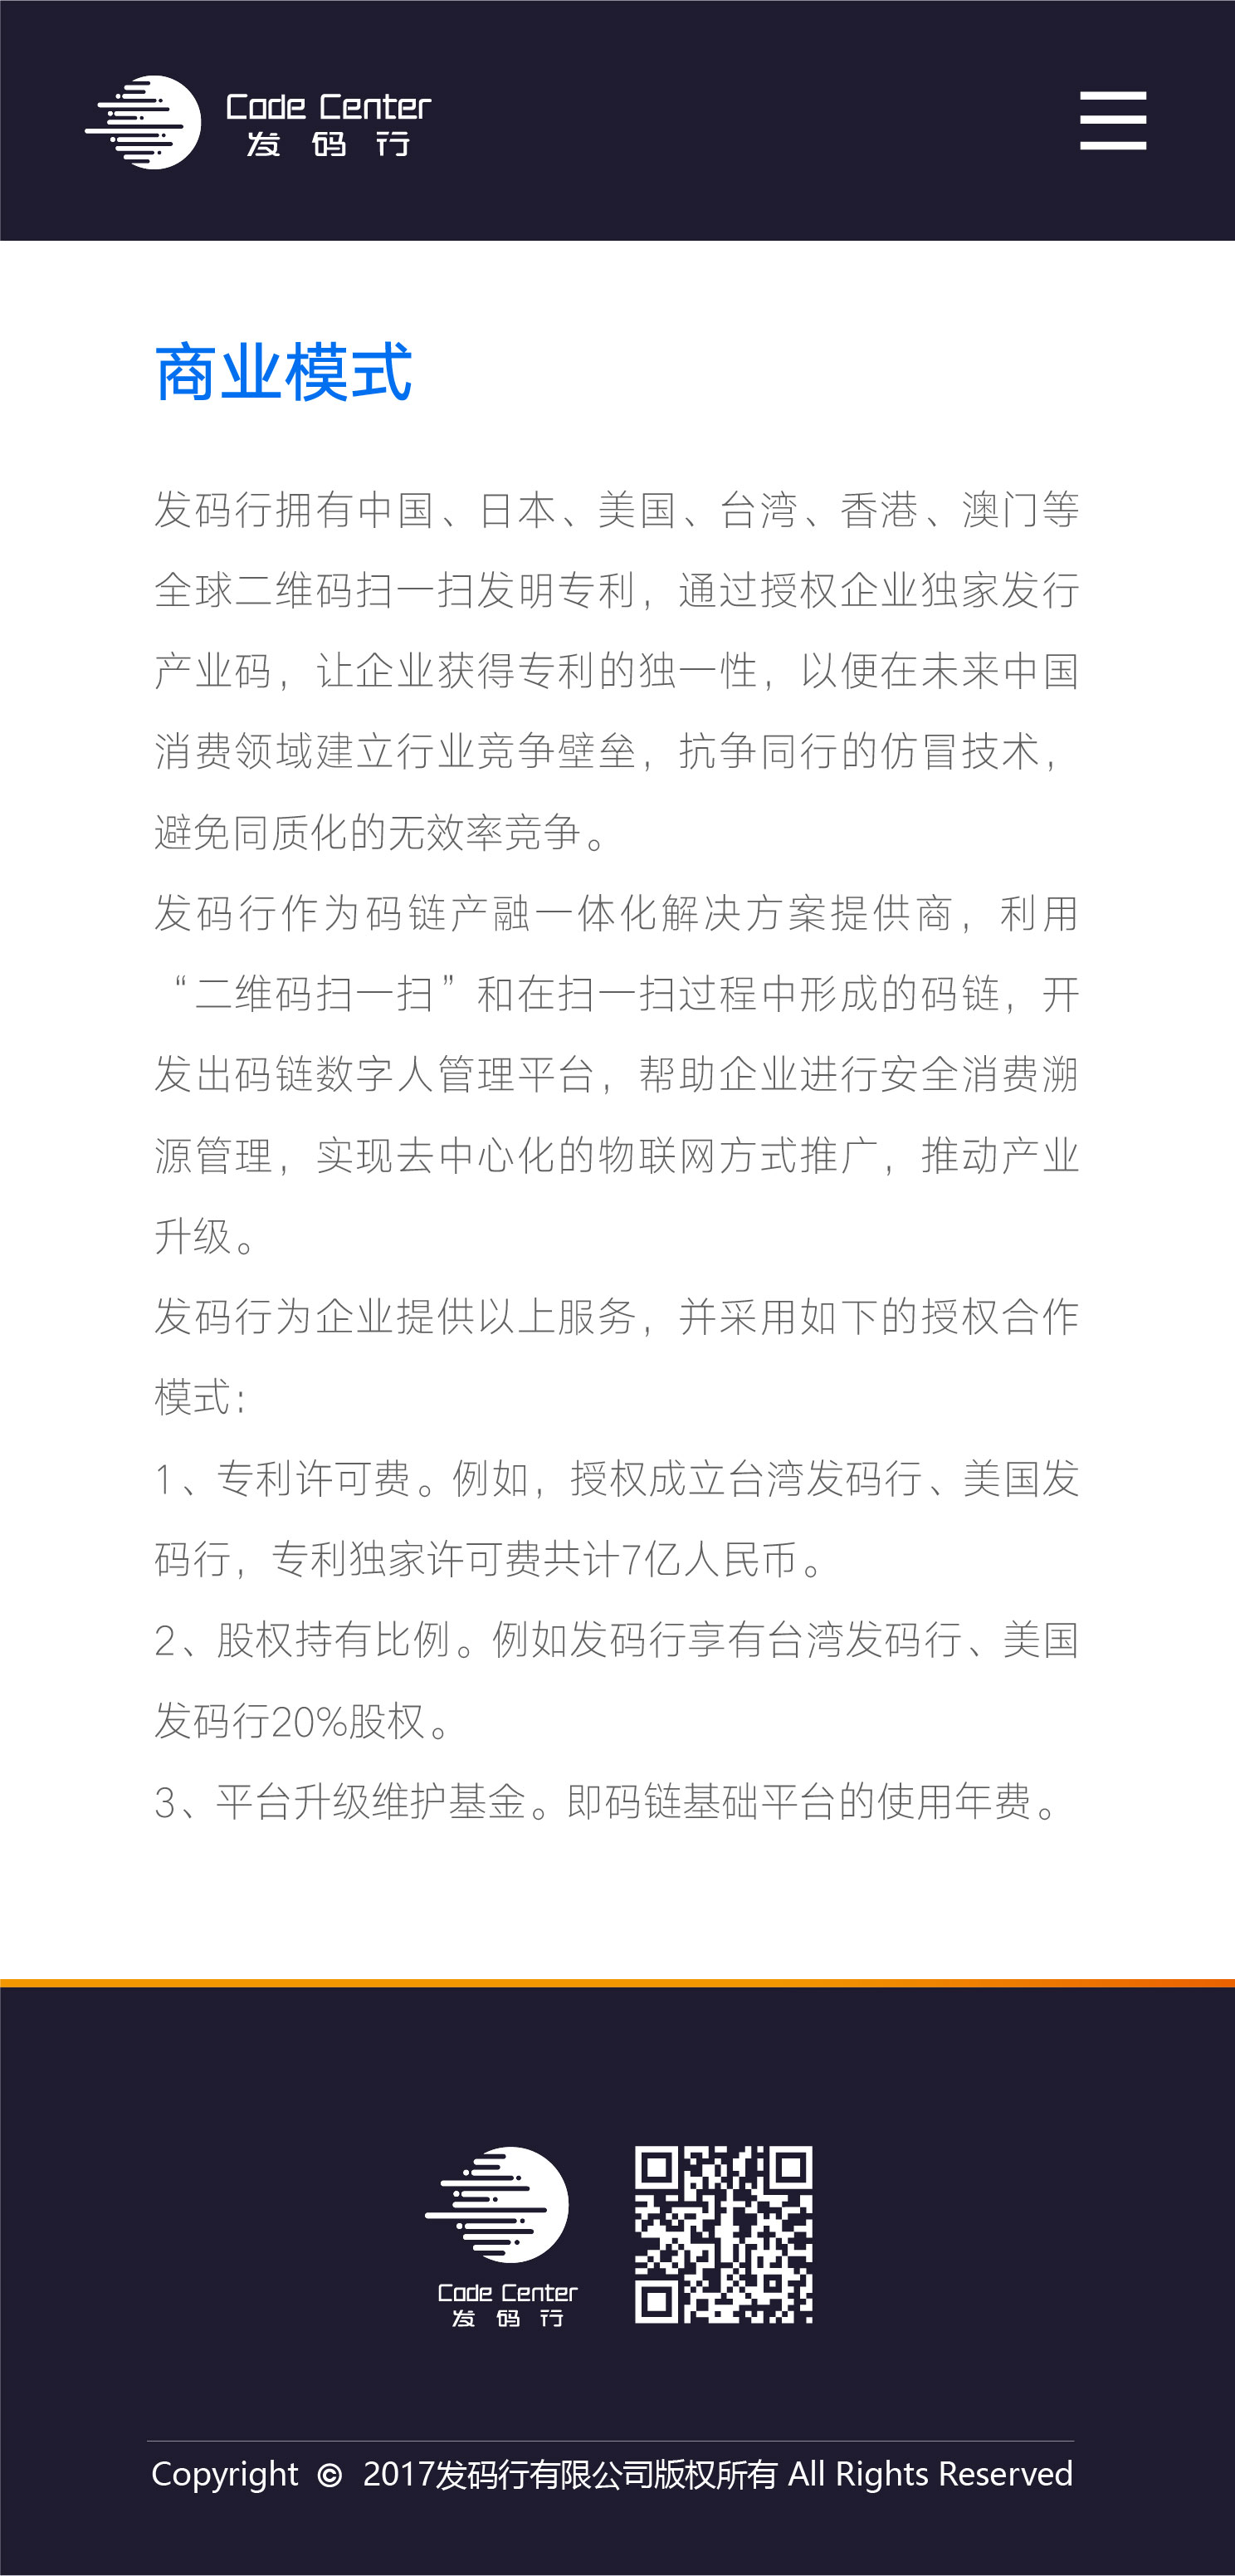 Code Center
发码行
商业模式
发码行拥有中国、日本、美国、台湾、香港、澳门等
全球二维码扫一扫发明专利，通过授权企业独家发行
产业码，让企业获得专利的独一性，以便在未来中国
消费领域建立行业竞争壁垒，抗争同行的仿冒技术，
避免同质化的无效率竞争。
发码行作为码链产融一体化解决方案提供商，利用
“二维码扫一扫”和在扫一扫过程中形成的码链，开
发出码链数字人管理平台，帮助企业进行安全消费溯
源管理，实现去中心化的物联网方式推广，推动产业
升级。
发码行为企业提供以上服务，并采用如下的授权合作
模式：
1、专利许可费。例如，授权成立台湾发码行、美国发
码行，专利独家许可费共计7亿人民币。
2、股权持有比例。例如发码行享有台湾发码行、美国
发码行20%股权。
3、平台升级维护基金。即码链基础平台的使用年费。
Code Center
发码行
Copyright © 2017发码行有限公司版权所有 All Rights Reserved